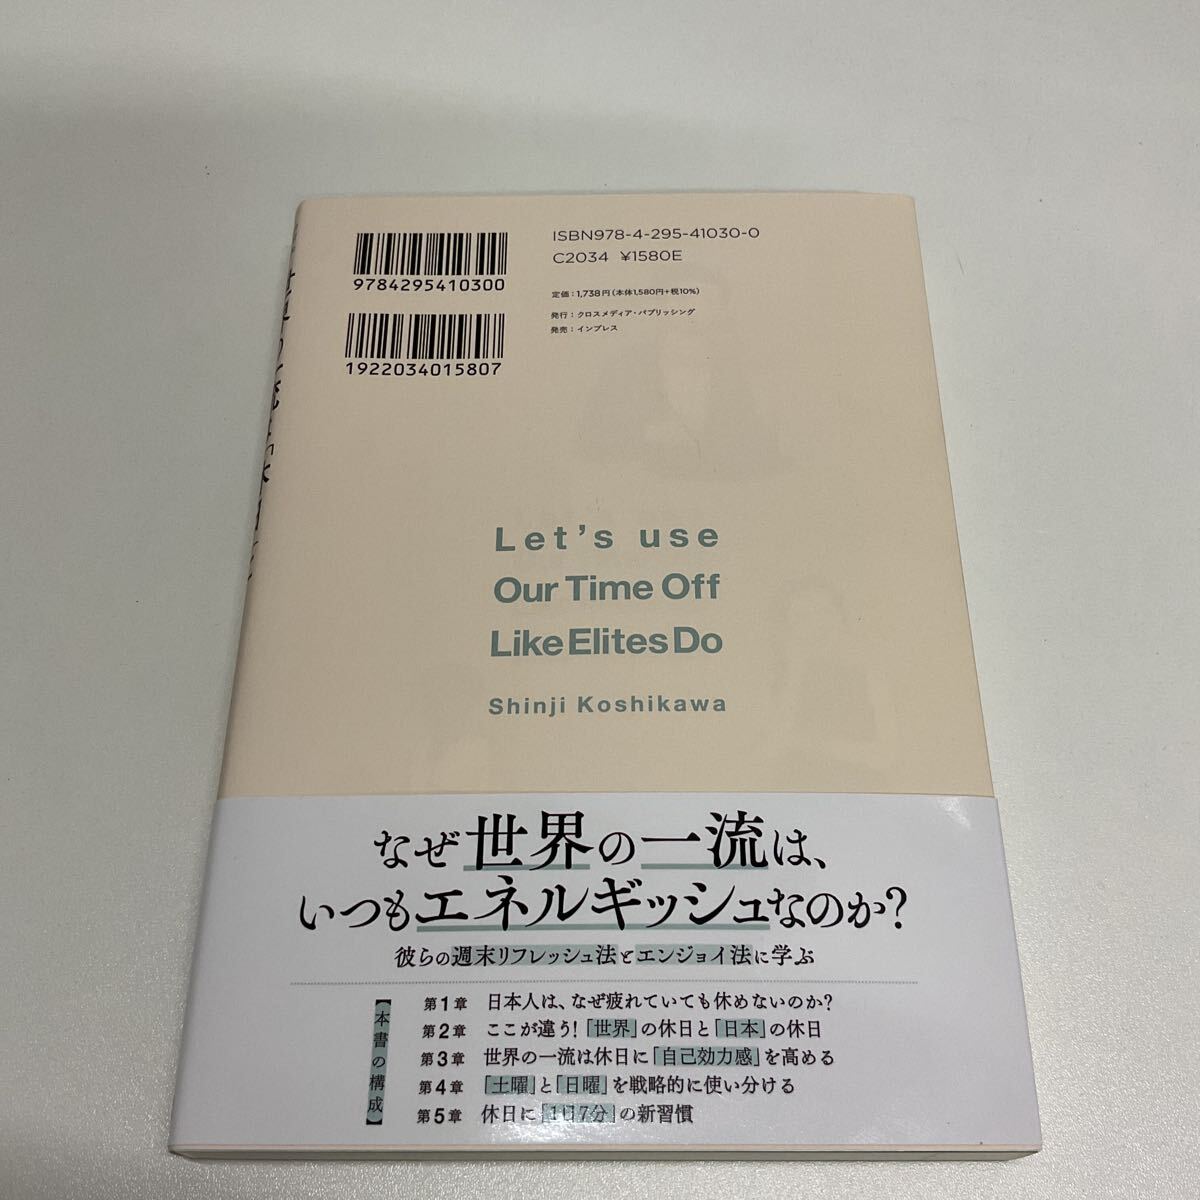 9784295410300
1922034015807
ISBN978-4-295-41030-0
C2034 ¥1580E
定価：1,738円（本体1,580円+税10%）
発行：クロスメディア・パブリッシング
発売：インプレス
Let's use
Our Time Off
Like Elites Do
Shinji Koshikawa
なぜ世界の一流は、
いつもエネルギッシュなのか？
彼らの週末リフレッシュ法とエンジョイ法に学ぶ
【本書の構成】
第1章 日本人は、なぜ疲れていても休めないのか？
第2章 ここが違う！「世界」の休日と「日本」の休日
第3章 世界の一流は休日に「自己効力感」を高める
第4章 「土曜」と「日曜」を戦略的に使い分ける
第5章 休日に「1日7分」の新習慣